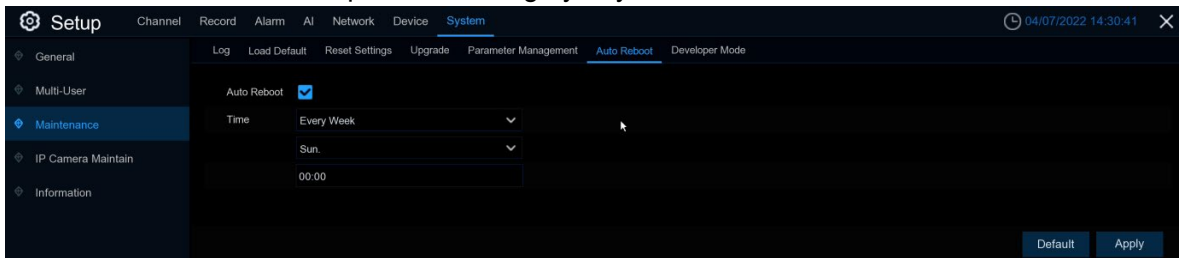 Setup Channel Record Alarm AI Network Device System 04/07/2022 14:30:41
General
Log Load Default Reset Settings Upgrade Parameter Management Auto Reboot Developer Mode
Multi-User
Auto Reboot
Maintenance
Time Every Week
IP Camera Maintain
Sun.
00:00
Information
Default Apply